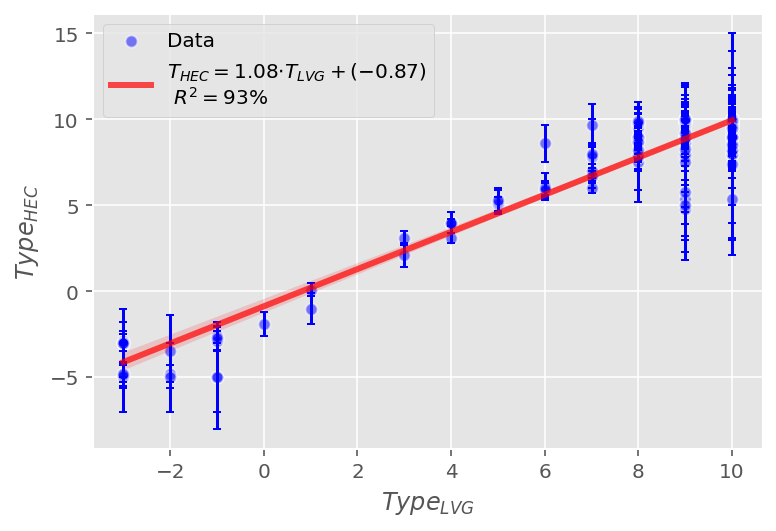 Data
T_HEC = 1.08·T_LVG + (−0.87)
R² = 93%
15
10
5
0
−5
Type_HEC
−2 0 2 4 6 8 10
Type_LVG